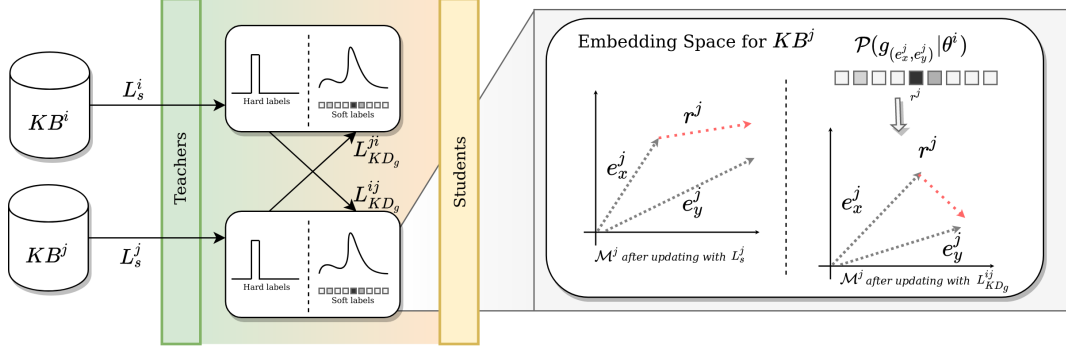 KB^i
L_s^i
Teachers
Hard labels
Soft labels
L_{KD_g}^{ji}
L_{KD_g}^{ij}
KB^j
L_s^j
Hard labels
Soft labels
Students
Embedding Space for KB^j
r^j
e_x^j
e_y^j
M^j after updating with L_s^j
P(g_{(e_x^j, e_y^j)}|θ^i)
r^j
r^j
e_x^j
e_y^j
M^j after updating with L_{KD_g}^{ij}